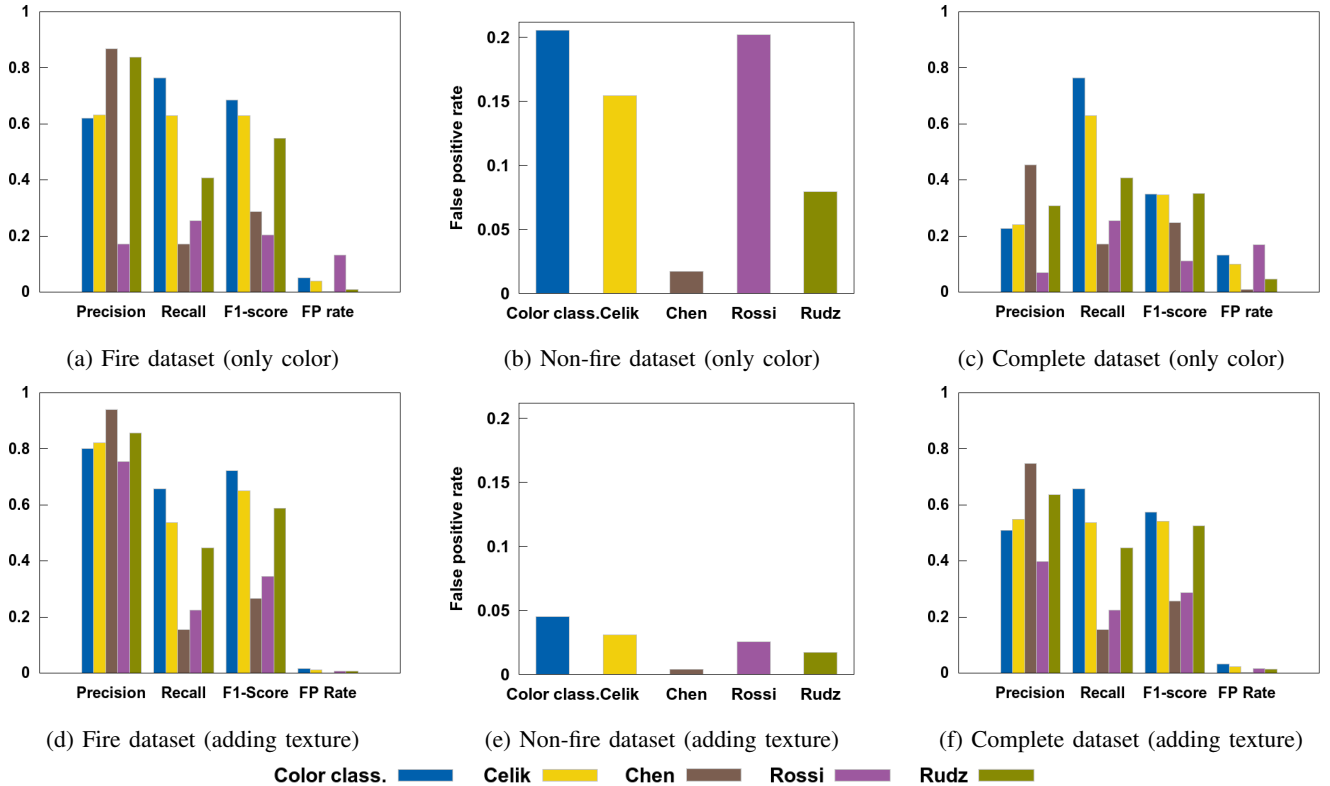 1
0.8
0.6
0.4
0.2
0
Precision Recall F1-score FP rate
(a) Fire dataset (only color)
False positive rate
0.2
0.15
0.1
0.05
0
Color class. Celik Chen Rossi Rudz
(b) Non-fire dataset (only color)
1
0.8
0.6
0.4
0.2
0
Precision Recall F1-score FP rate
(c) Complete dataset (only color)
1
0.8
0.6
0.4
0.2
0
Precision Recall F1-Score FP Rate
(d) Fire dataset (adding texture)
False positive rate
0.2
0.15
0.1
0.05
0
Color class. Celik Chen Rossi Rudz
(e) Non-fire dataset (adding texture)
1
0.8
0.6
0.4
0.2
0
Precision Recall F1-score FP Rate
(f) Complete dataset (adding texture)
Color class. Celik Chen Rossi Rudz